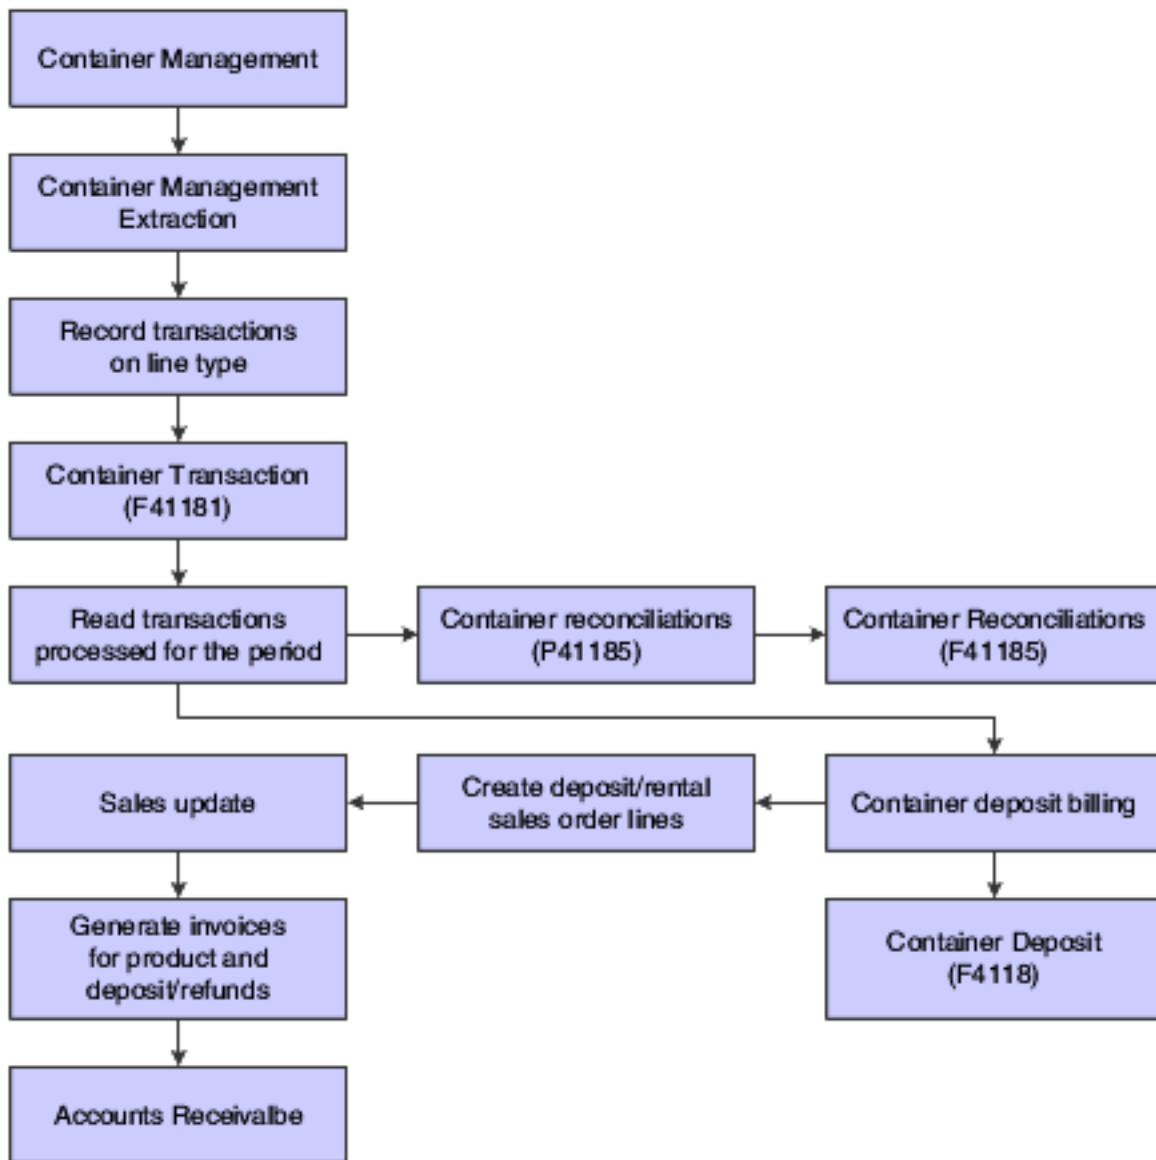 Container Management
Container Management
Extraction
Record transactions
on line type
Container Transaction
(F41181)
Read transactions
processed for the period
Container reconciliations
(P41185)
Container Reconciliations
(F41185)
Sales update
Create deposit/rental
sales order lines
Container deposit billing
Generate invoices
for product and
deposit/refunds
Container Deposit
(F4118)
Accounts Receivalbe